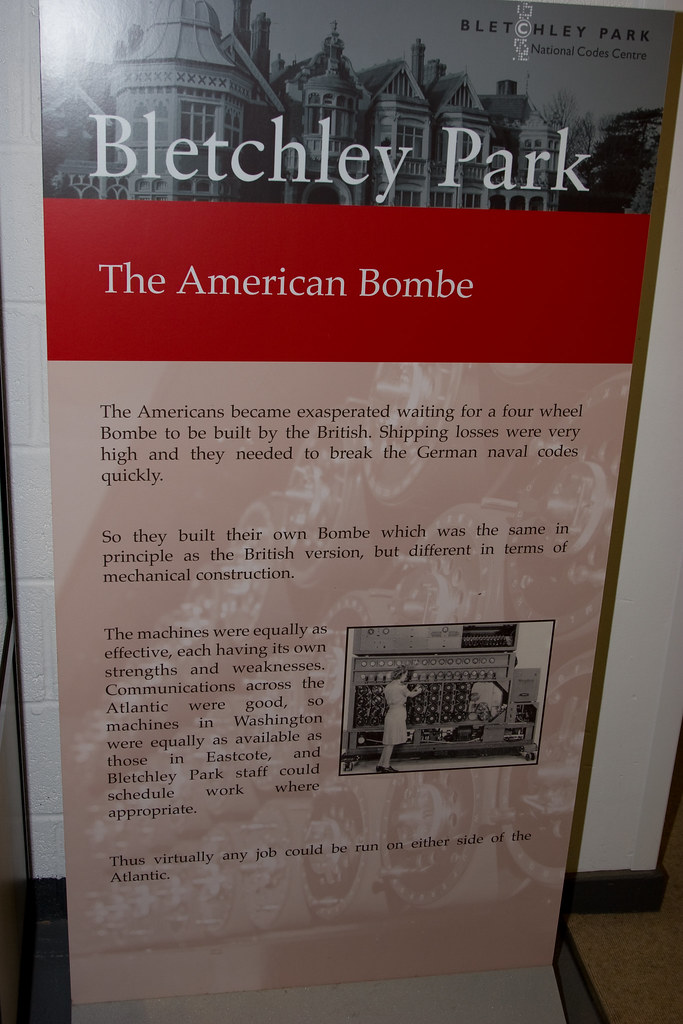 BLETCHLEY PARK
National Codes Centre
Bletchley Park
The American Bombe
The Americans became exasperated waiting for a four wheel
Bombe to be built by the British. Shipping losses were very
high and they needed to break the German naval codes
quickly.
So they built their own Bombe which was the same in
principle as the British version, but different in terms of
mechanical construction.
The machines were equally as
effective, each having its own
strengths and weaknesses.
Communications across the
Atlantic were good, so
machines in Washington
were equally as available as
those in Eastcote, and
Bletchley Park staff could
schedule work where
appropriate.
Thus virtually any job could be run on either side of the
Atlantic.